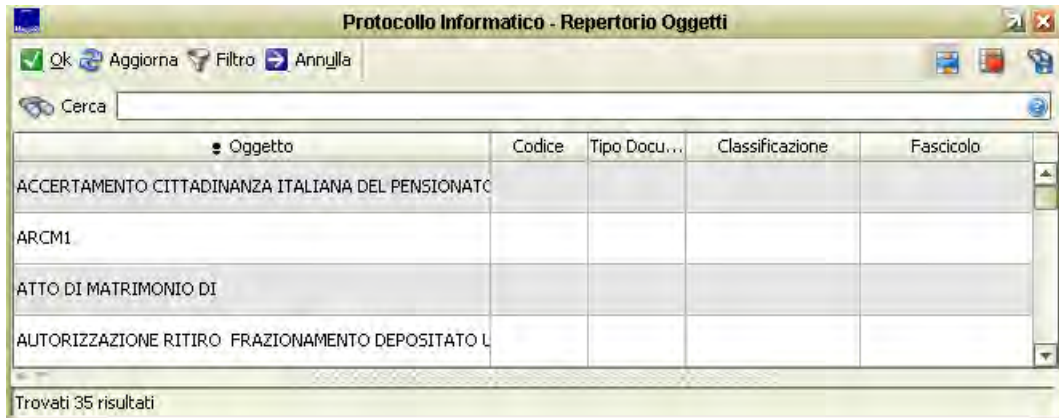 Protocollo Informatico - Repertorio Oggetti
Ok Aggiorna Filtro Annulla
Cerca
Oggetto Codice Tipo Docu... Classificazione Fascicolo
ACCERTAMENTO CITTADINANZA ITALIANA DEL PENSIONATO
ARCM1
ATTO DI MATRIMONIO DI
AUTORIZZAZIONE RITIRO FRAZIONAMENTO DEPOSITATO
Trovati 35 risultati